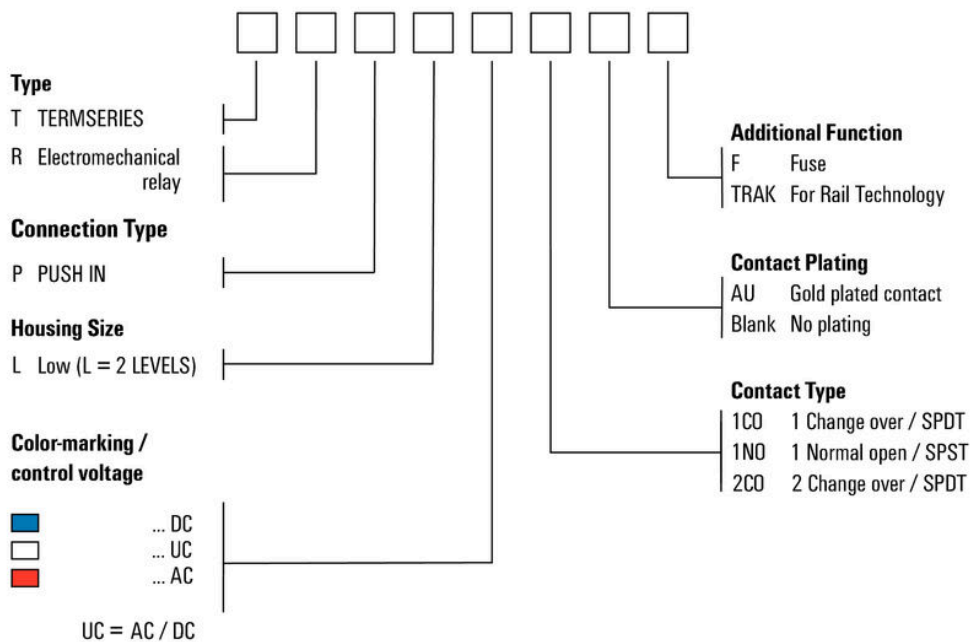 Type
T TERMSERIES
R Electromechanical
relay
Connection Type
P PUSH IN
Housing Size
L Low (L = 2 LEVELS)
Color-marking /
control voltage
... DC
... UC
... AC
UC = AC / DC
Additional Function
F Fuse
TRAK For Rail Technology
Contact Plating
AU Gold plated contact
Blank No plating
Contact Type
1CO 1 Change over / SPDT
1NO 1 Normal open / SPST
2CO 2 Change over / SPDT